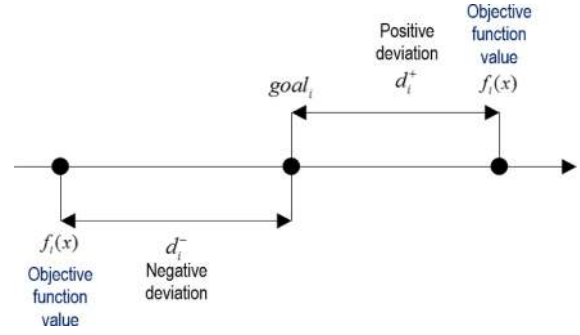 Objective
function
value
$f_i(x)$
Positive
deviation
$d_i^+$
$goal_i$
$f_i(x)$
Objective
function
value
$d_i^-$
Negative
deviation